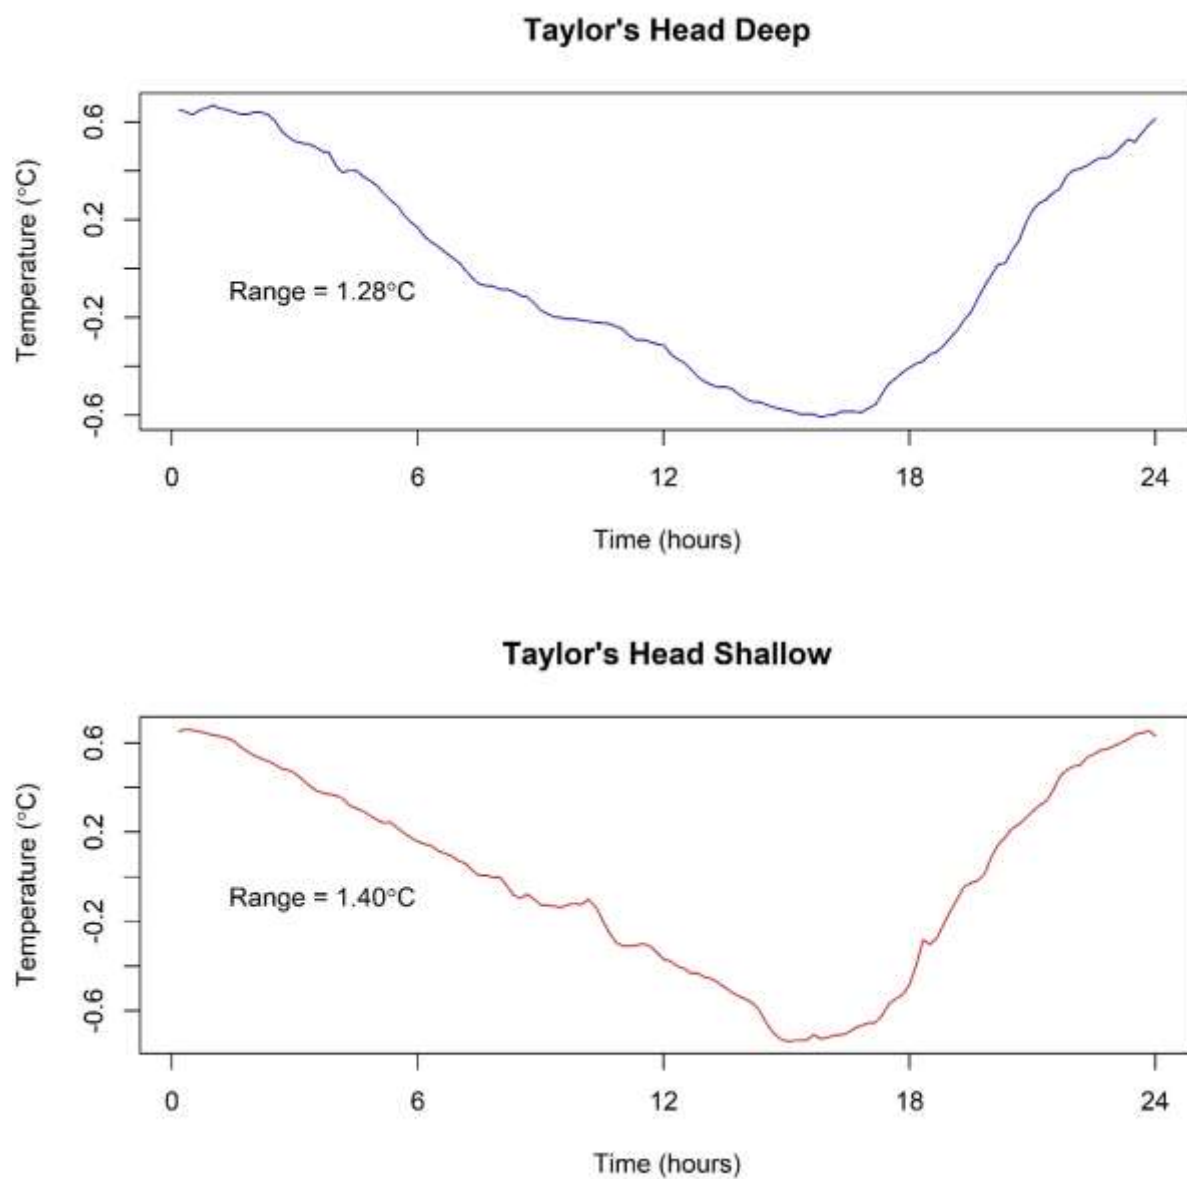 Taylor's Head Deep
Temperature (°C)
0.6
0.2
-0.2
-0.6
Range = 1.28°C
0 6 12 18 24
Time (hours)
Taylor's Head Shallow
Temperature (°C)
0.6
0.2
-0.2
-0.6
Range = 1.40°C
0 6 12 18 24
Time (hours)